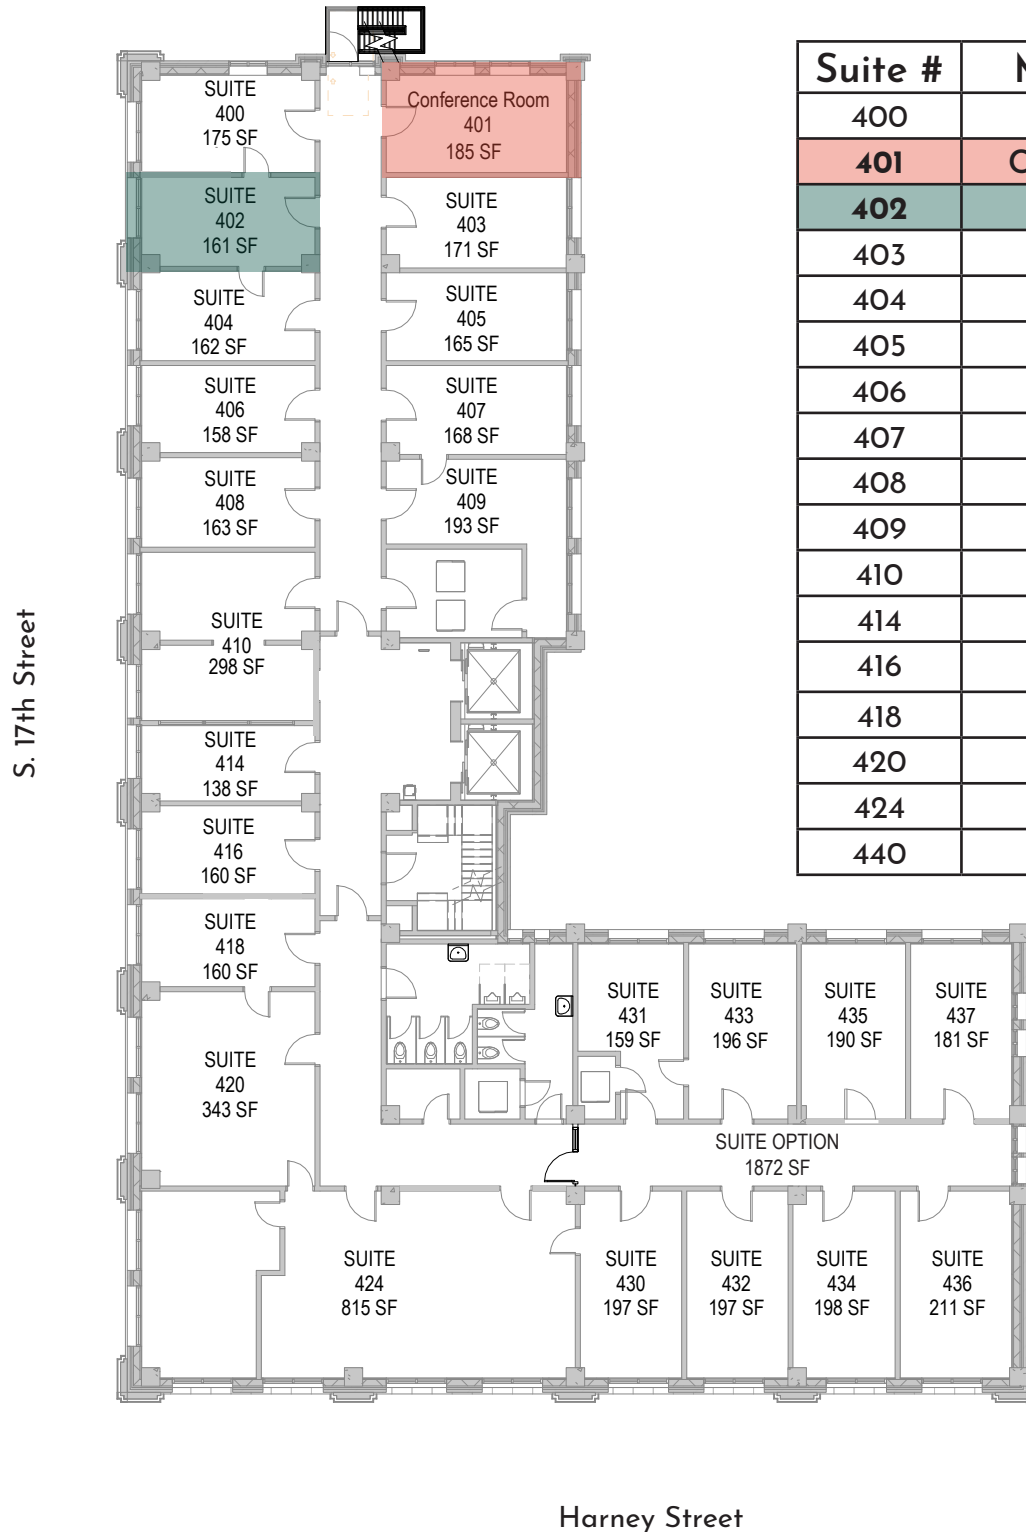 SUITE
400
175 SF
Conference Room
401
185 SF
SUITE
402
161 SF
SUITE
403
171 SF
SUITE
404
162 SF
SUITE
405
165 SF
SUITE
406
158 SF
SUITE
407
168 SF
SUITE
408
163 SF
SUITE
409
193 SF
SUITE
410
298 SF
SUITE
414
138 SF
SUITE
416
160 SF
SUITE
418
160 SF
SUITE
420
343 SF
SUITE
431
159 SF
SUITE
433
196 SF
SUITE
435
190 SF
SUITE
437
181 SF
SUITE OPTION
1872 SF
SUITE
424
815 SF
SUITE
430
197 SF
SUITE
432
197 SF
SUITE
434
198 SF
SUITE
436
211 SF
S. 17th Street
Harney Street
Suite #
400
401
402
403
404
405
406
407
408
409
410
414
416
418
420
424
440